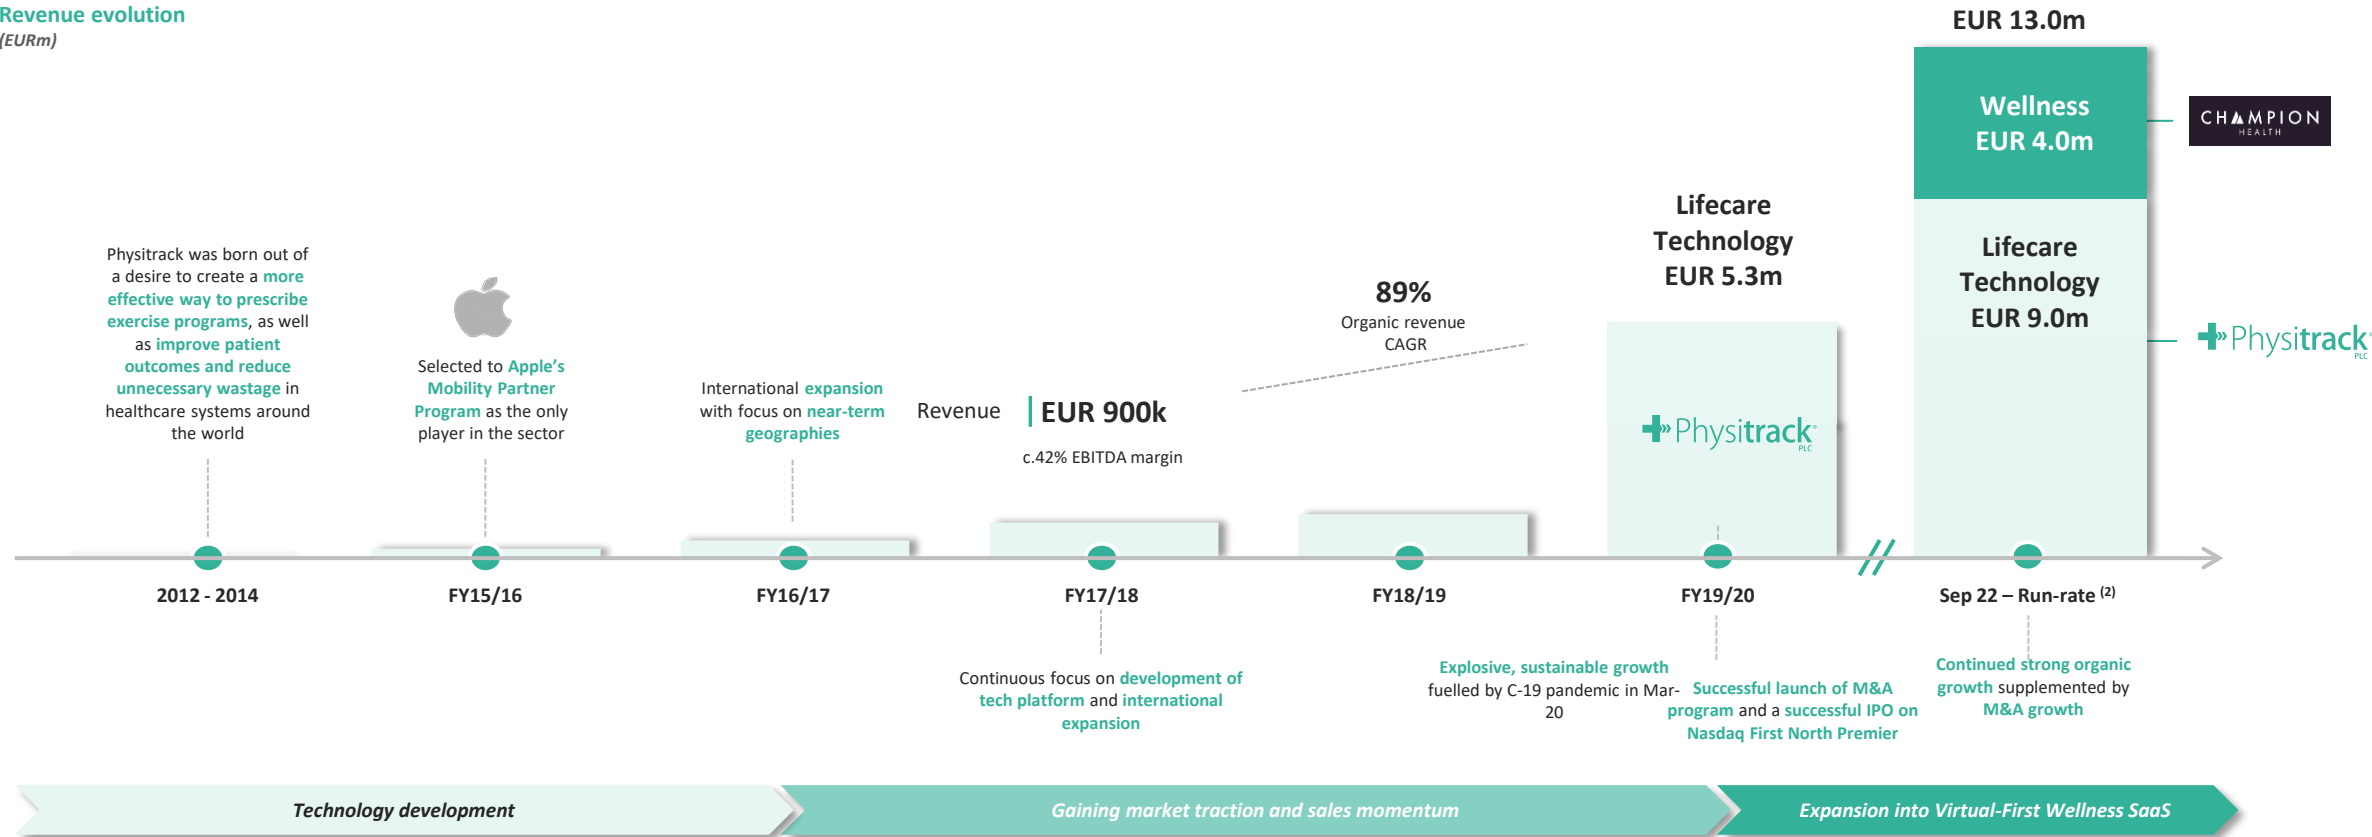 Revenue evolution
(EURm)
EUR 13.0m
Wellness
EUR 4.0m
CHAMPION
HEALTH
Lifecare
Technology
EUR 9.0m
Physitrack
PLC
Lifecare
Technology
EUR 5.3m
Physitrack
PLC
89%
Organic revenue
CAGR
Physitrack was born out of
a desire to create a more
effective way to prescribe
exercise programs, as well
as improve patient
outcomes and reduce
unnecessary wastage in
healthcare systems around
the world
Selected to Apple's
Mobility Partner
Program as the only
player in the sector
International expansion
with focus on near-term
geographies
Revenue
EUR 900k
c.42% EBITDA margin
2012 - 2014
FY15/16
FY16/17
FY17/18
FY18/19
FY19/20
Sep 22 – Run-rate (2)
Continuous focus on development of
tech platform and international
expansion
Explosive, sustainable growth
fuelled by C-19 pandemic in Mar-
20
Successful launch of M&A
program and a successful IPO on
Nasdaq First North Premier
Continued strong organic
growth supplemented by
M&A growth
Technology development
Gaining market traction and sales momentum
Expansion into Virtual-First Wellness SaaS